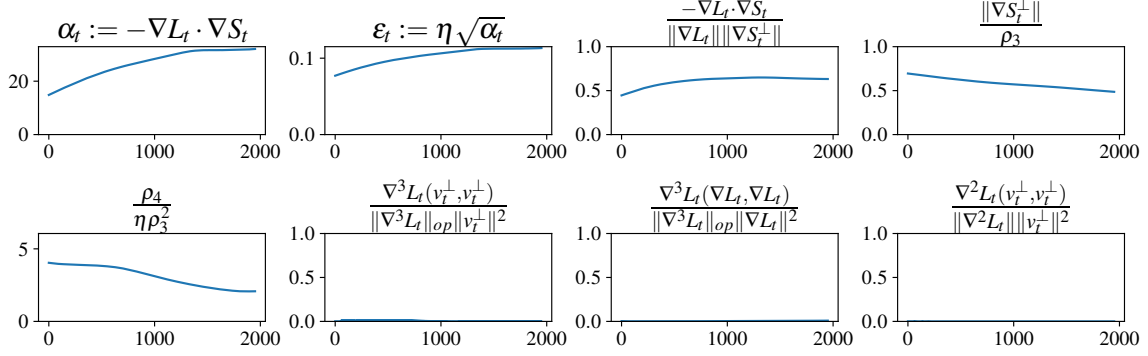 α_t := −∇L_t · ∇S_t
20
0
0 1000 2000
ε_t := η√α_t
0.1
0.0
0 1000 2000
−∇L_t·∇S_t
‖∇L_t‖‖∇S_t^⊥‖
1.0
0.5
0.0
0 1000 2000
‖∇S_t^⊥‖
ρ_3
1.0
0.5
0.0
0 1000 2000
ρ_4
ηρ_3^2
5
0
0 1000 2000
∇^3L_t(v_t^⊥,v_t^⊥)
‖∇^3L_t‖_{op}‖v_t^⊥‖^2
1.0
0.5
0.0
0 1000 2000
∇^3L_t(∇L_t,∇L_t)
‖∇^3L_t‖_{op}‖∇L_t‖^2
1.0
0.5
0.0
0 1000 2000
∇^2L_t(v_t^⊥,v_t^⊥)
‖∇^2L_t‖‖v_t^⊥‖^2
1.0
0.5
0.0
0 1000 2000